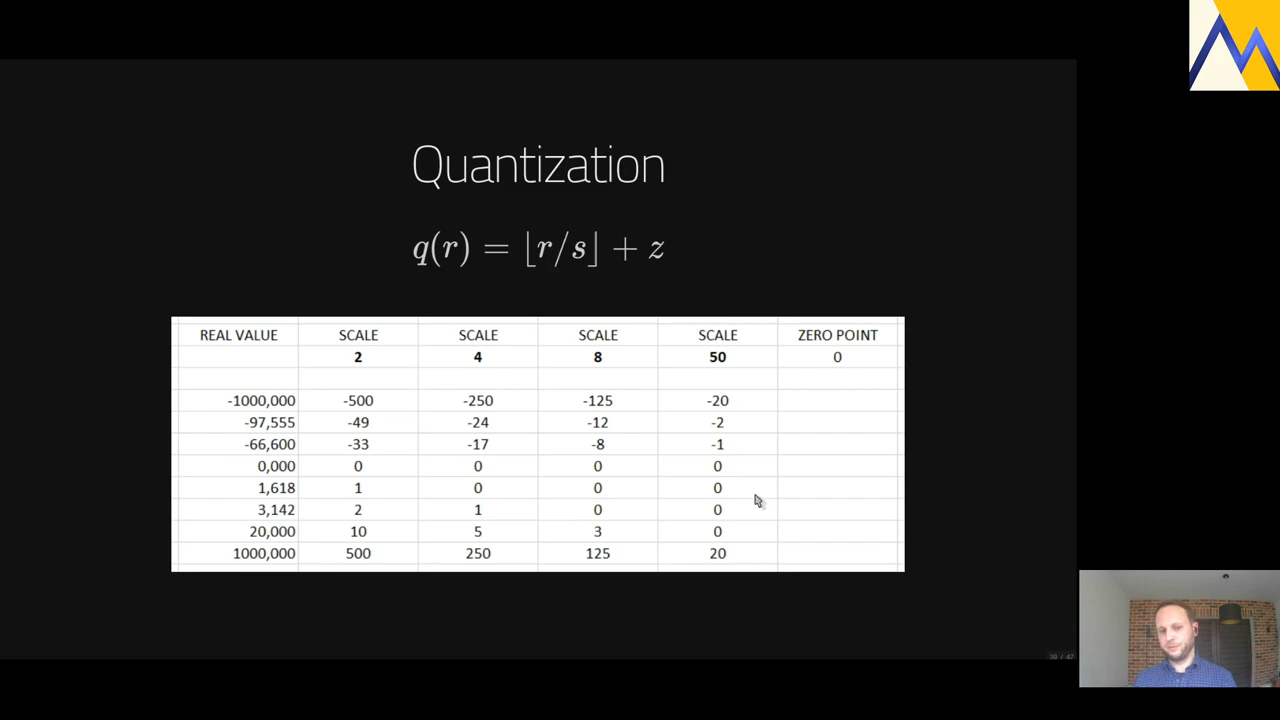 Quantization
q(r) = ⌊r/s⌋ + z
REAL VALUE SCALE SCALE SCALE SCALE ZERO POINT
2 4 8 50 0
-1000,000 -500 -250 -125 -20
-97,555 -49 -24 -12 -2
-66,600 -33 -17 -8 -1
0,000 0 0 0 0
1,618 1 0 0 0
3,142 2 1 0 0
20,000 10 5 3 0
1000,000 500 250 125 20
39 / 47